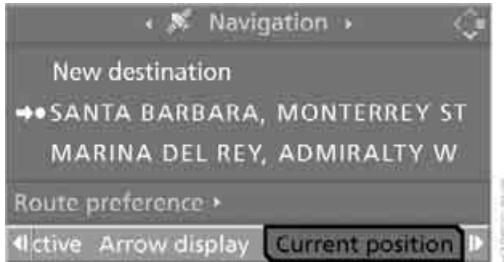 Navigation
New destination
SANTA BARBARA, MONTERREY ST
MARINA DEL REY, ADMIRALTY W
Route preference
ctive Arrow display Current position